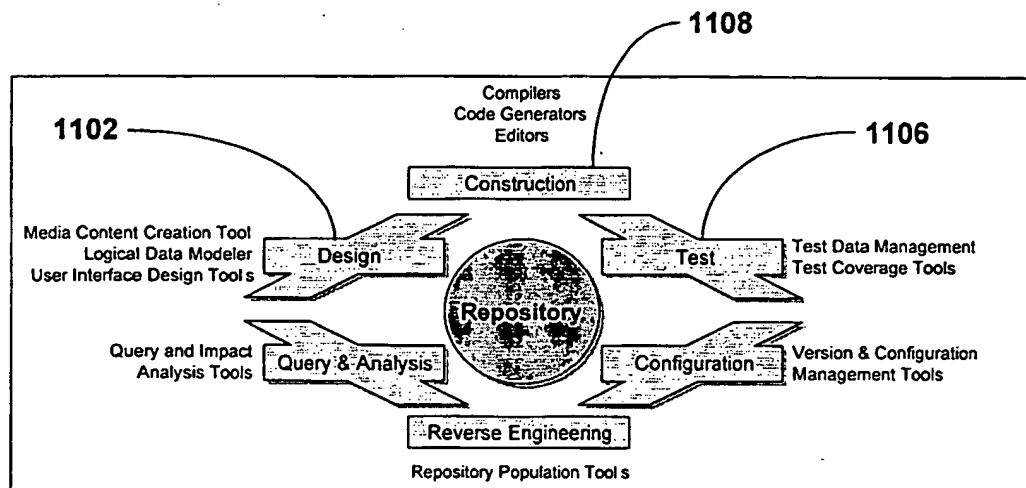 1108
Compilers
Code Generators
Editors
1102
1106
Construction
Media Content Creation Tool
Logical Data Modeler
User Interface Design Tools
Design
Test
Test Data Management
Test Coverage Tools
Repository
Query and Impact
Analysis Tools
Query & Analysis
Configuration
Version & Configuration
Management Tools
Reverse Engineering
Repository Population Tools